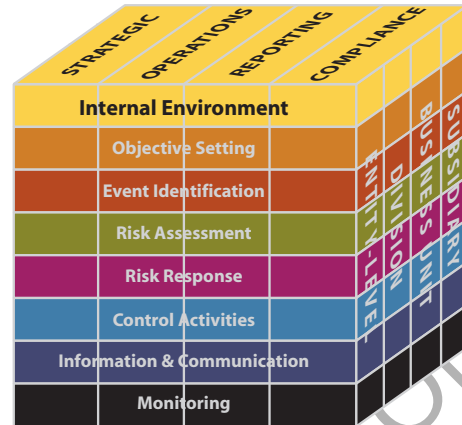 STRATEGIC
OPERATIONS
REPORTING
COMPLIANCE
Internal Environment
Objective Setting
Event Identification
Risk Assessment
Risk Response
Control Activities
Information & Communication
Monitoring
ENTITY-LEVEL
DIVISION
BUSINESS UNIT
SUBSIDIARY